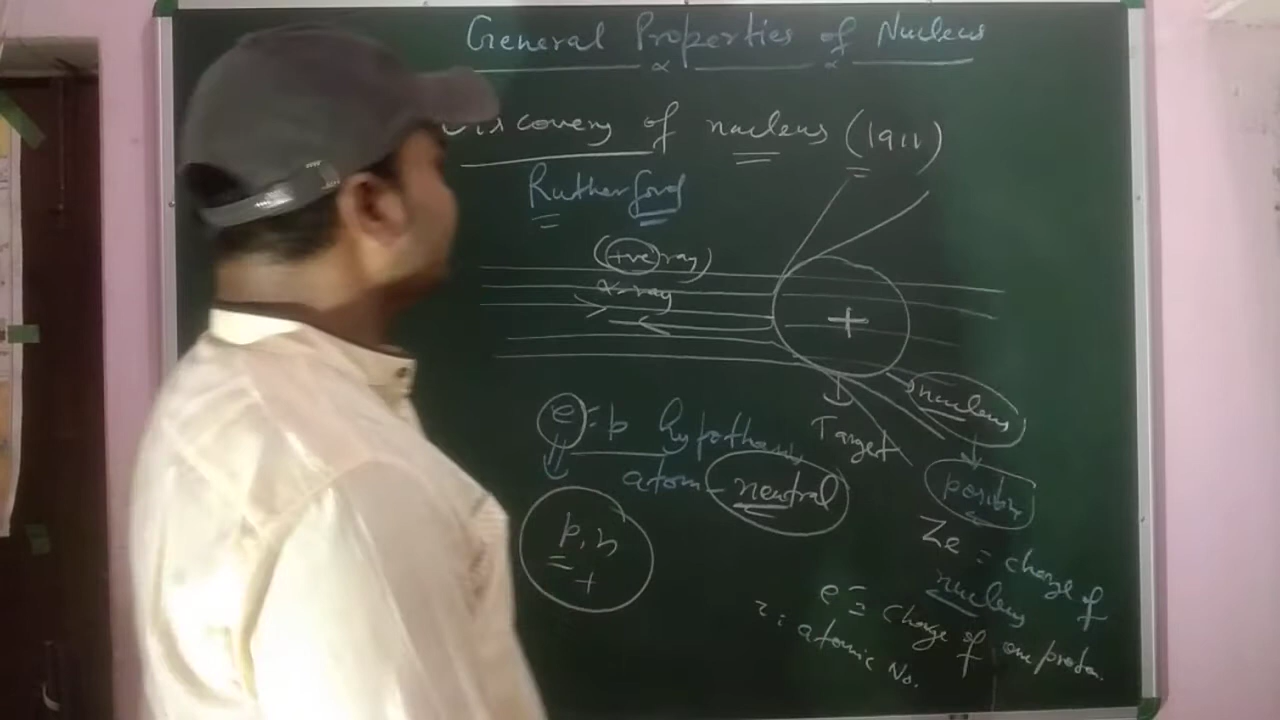 General Properties of Nucleus
Discovery of nucleus (1911)
Rutherford
(+ve ray)
α-ray
+
nucleus
Target
e - p hypothesis
atom - neutral
positive
p, n
+
Ze = charge of
nucleus
e = charge of one proton.
z : atomic No.